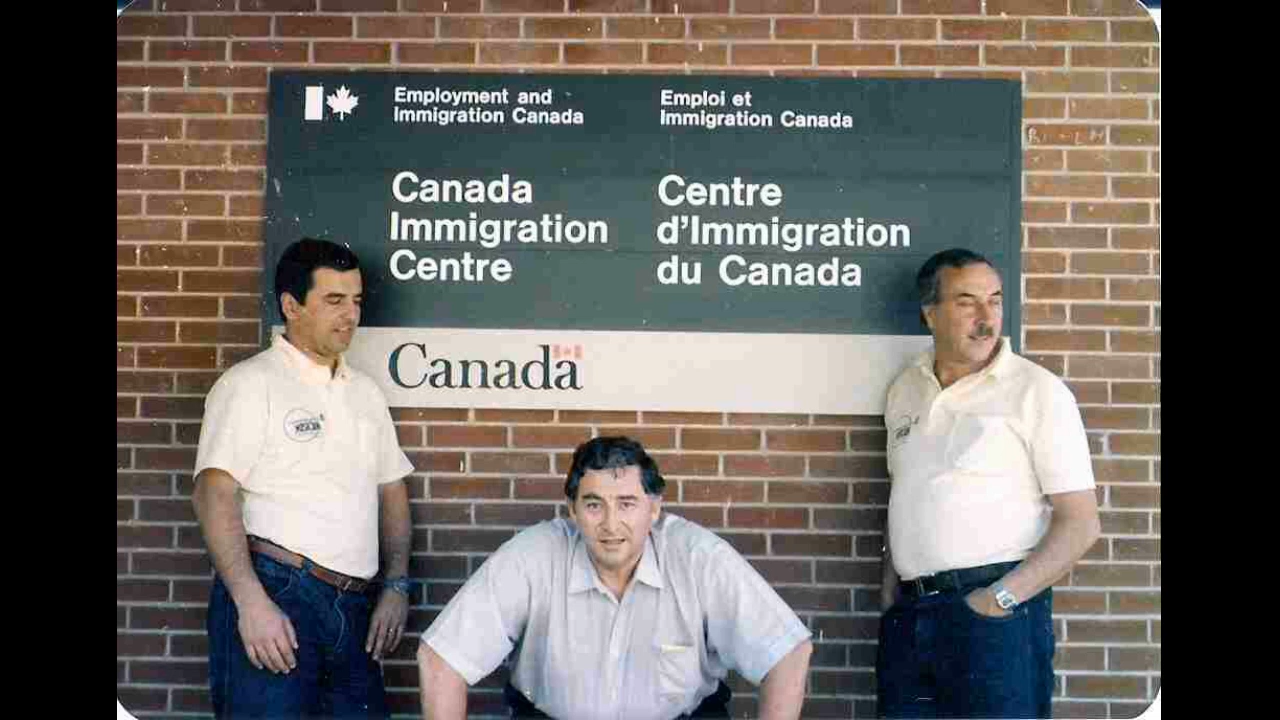 Employment and
Immigration Canada
Emploi et
Immigration Canada
Canada
Immigration
Centre
Centre
d'Immigration
du Canada
Canada